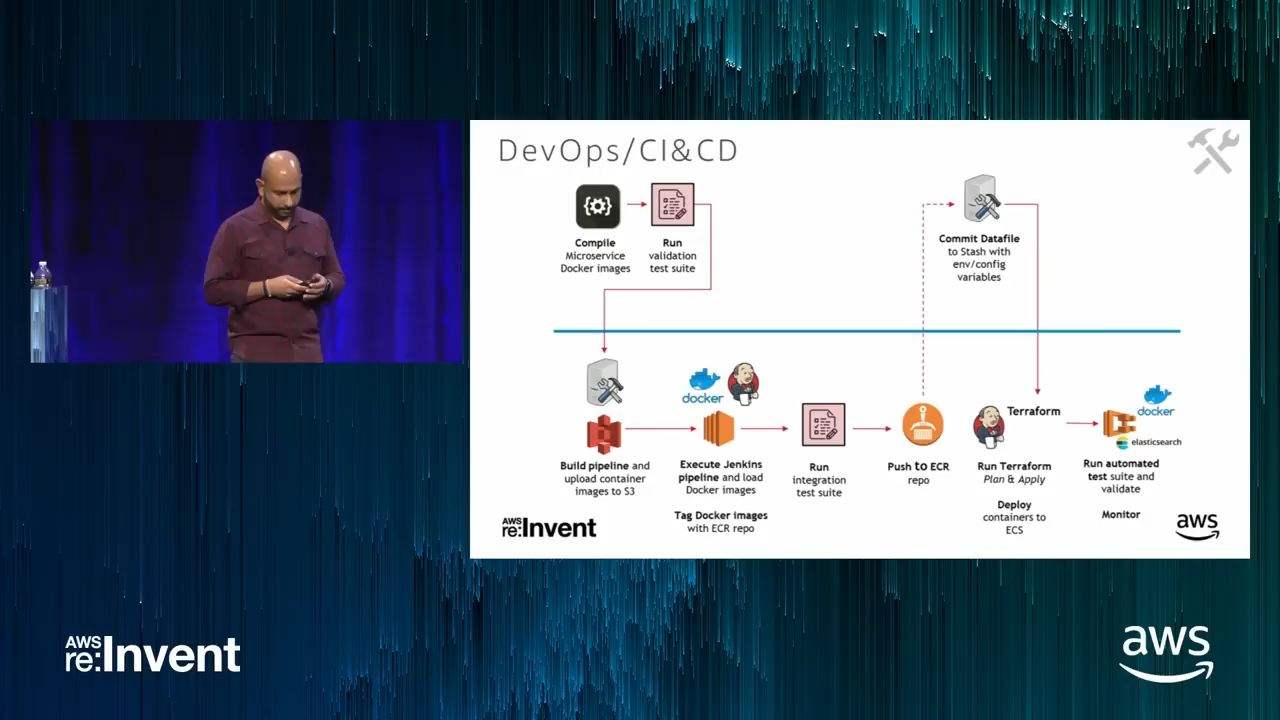 DevOps/CI&CD
Compile
Microservice
Docker images
Run
validation
test suite
Commit Datafile
to Stash with
env/config
variables
docker
Terraform
docker
elasticsearch
Build pipeline and
upload container
images to S3
Execute Jenkins
pipeline and load
Docker images
Tag Docker images
with ECR repo
Run
integration
test suite
Push to ECR
repo
Run Terraform
Plan & Apply
Deploy
containers to
ECS
Run automated
test suite and
validate
Monitor
AWS
re:Invent
aws
AWS
re:Invent
aws